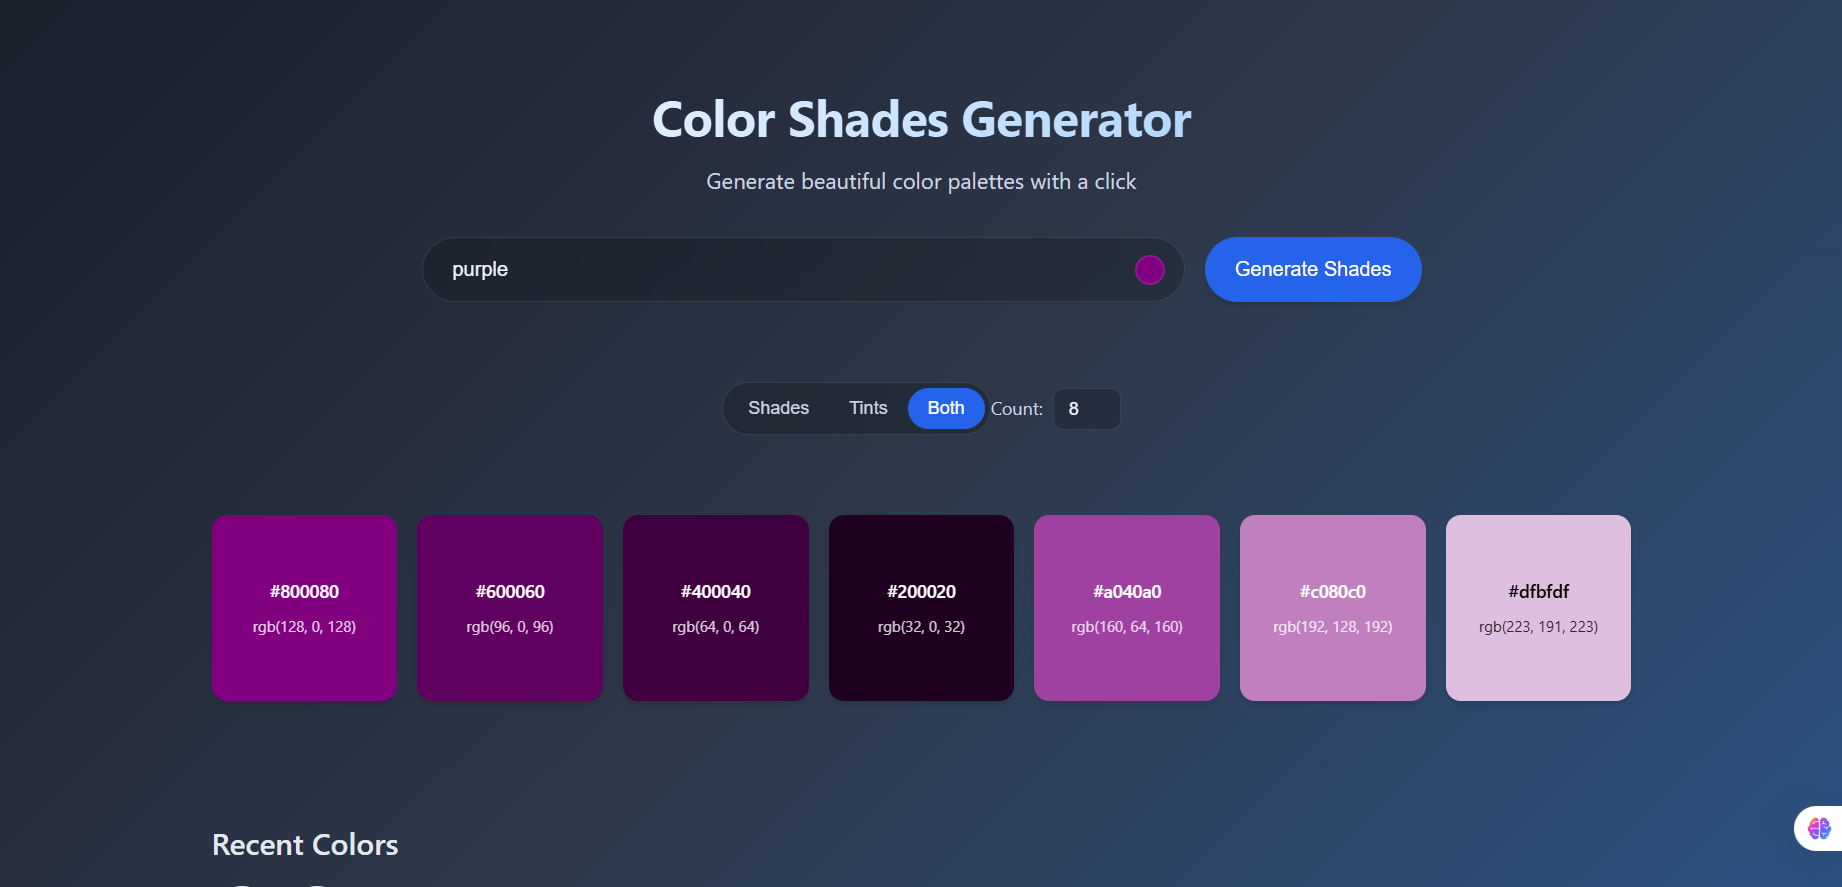 Color Shades Generator
Generate beautiful color palettes with a click
purple
Generate Shades
Shades Tints Both Count: 8
#800080 #600060 #400040 #200020 #a040a0 #c080c0 #dfbfdf
rgb(128, 0, 128) rgb(96, 0, 96) rgb(64, 0, 64) rgb(32, 0, 32) rgb(160, 64, 160) rgb(192, 128, 192) rgb(223, 191, 223)
Recent Colors